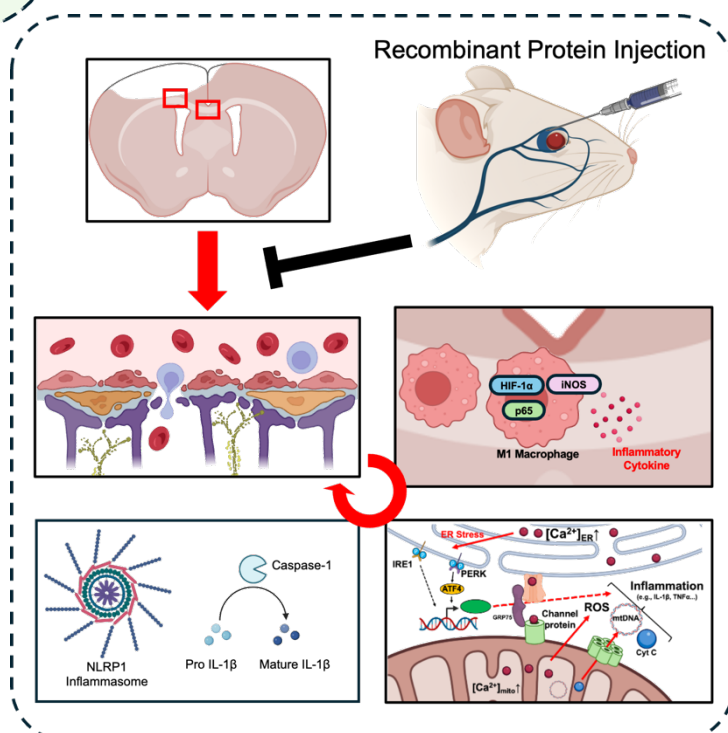 Recombinant Protein Injection
HIF-1α
iNOS
p65
M1 Macrophage
Inflammatory
Cytokine
Caspase-1
NLRP1
Inflammasome
Pro IL-1β
Mature IL-1β
ER Stress
[Ca²⁺]ER↑
IRE1
PERK
ATF4
GRP75
Channel
protein
Inflammation
(e.g., IL-1β, TNFα...)
ROS
mtDNA
Cyt C
[Ca²⁺]mito↑